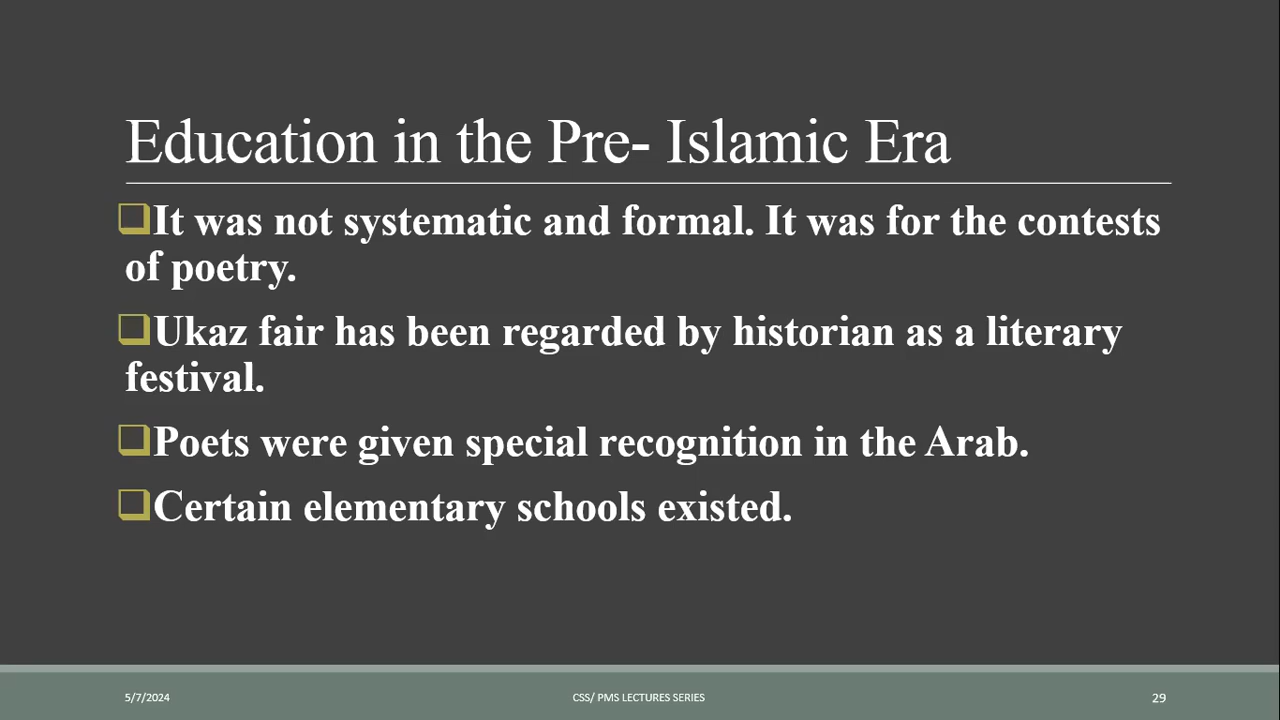 Education in the Pre- Islamic Era
❑It was not systematic and formal. It was for the contests
of poetry.
❑Ukaz fair has been regarded by historian as a literary
festival.
❑Poets were given special recognition in the Arab.
❑Certain elementary schools existed.
5/7/2024
CSS/ PMS LECTURES SERIES
29